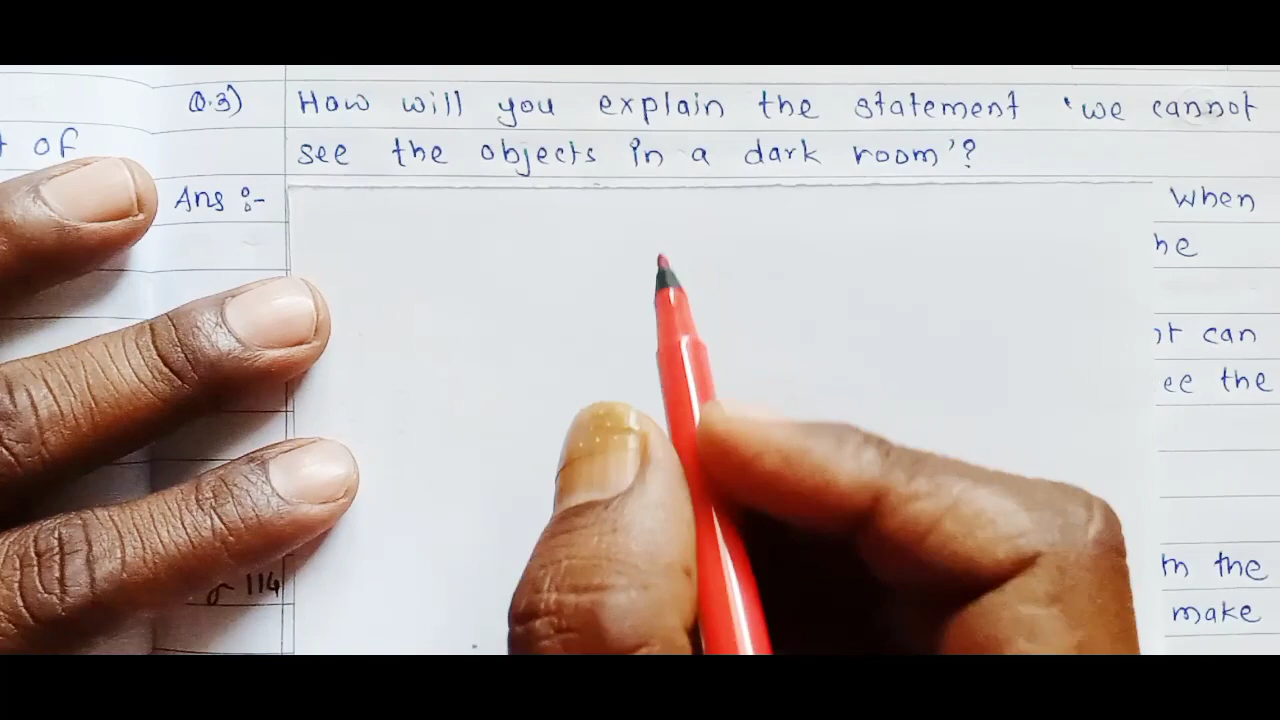 Q.3) How will you explain the statement 'we cannot
see the objects in a dark room'?
of
Ans :-
when
he
can
ee the
114
the
make